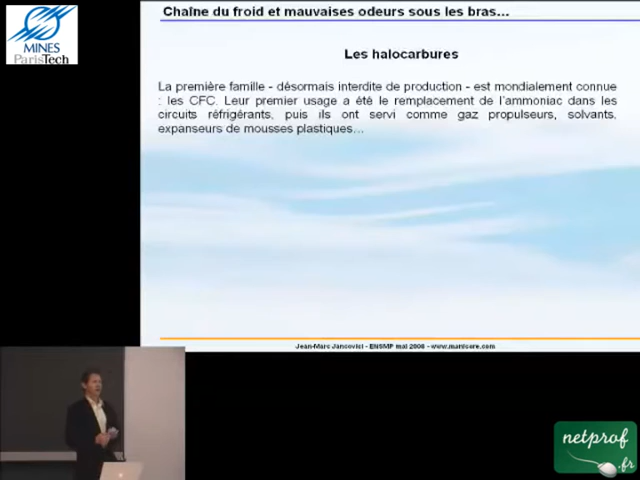 Chaîne du froid et mauvaises odeurs sous les bras...
MINES
ParisTech
Les halocarbures
La première famille - désormais interdite de production - est mondialement connue
: les CFC. Leur premier usage a été le remplacement de l'ammoniac dans les
circuits réfrigérants, puis ils ont servi comme gaz propulseurs, solvants,
expanseurs de mousses plastiques...
Jean-Marc Jancovici - ENSMP mai 2008 - www.manicore.com
netprof
.fr